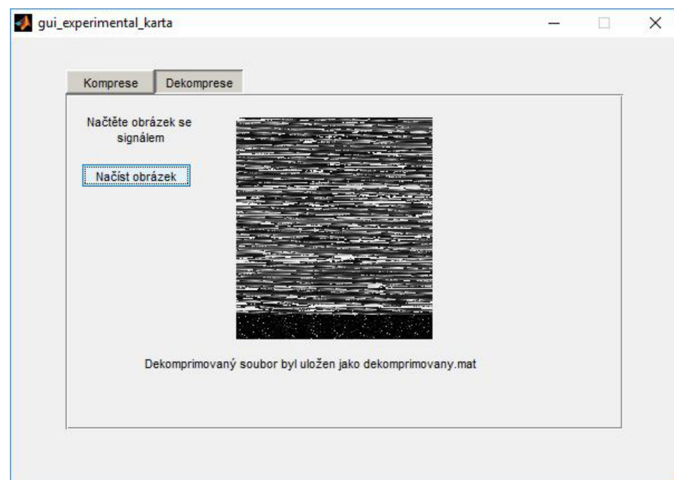 gui_experimental_karta
Komprese
Dekomprese
Načtěte obrázek se
signálem
Načíst obrázek
Dekomprimovaný soubor byl uložen jako dekomprimovany.mat